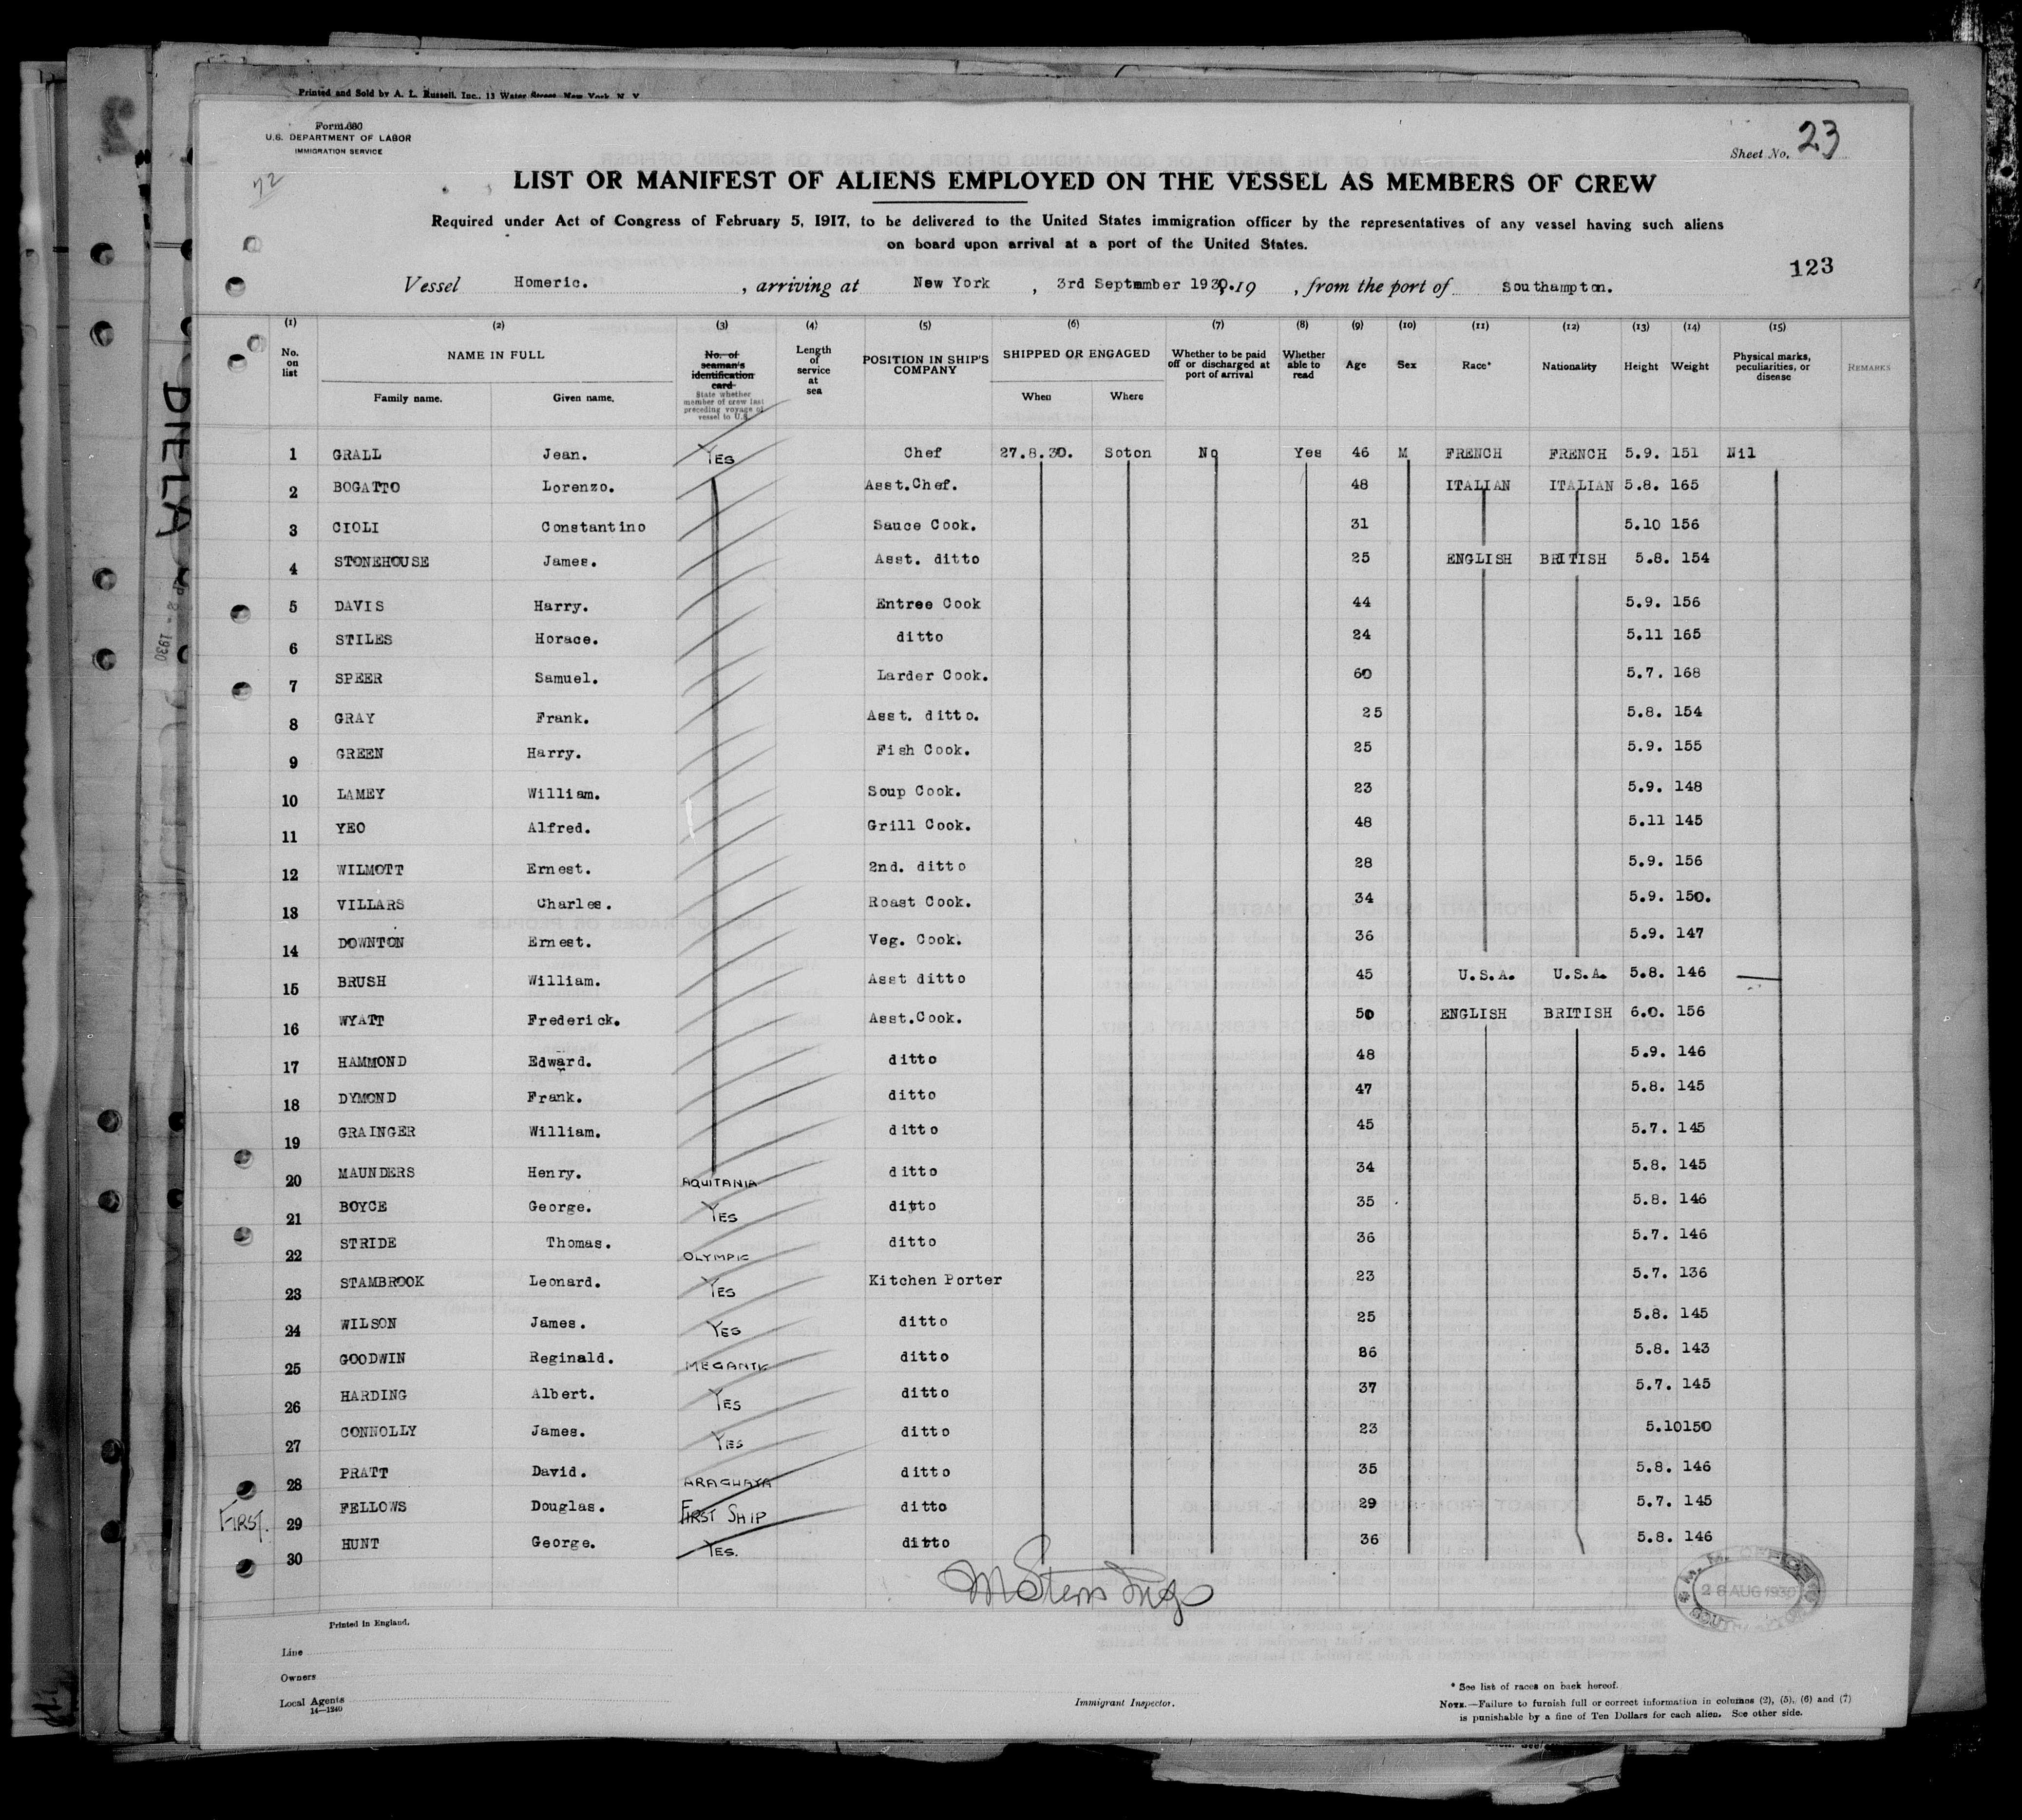 Printed and Sold by A. L. Russell, Inc., 13 Water Street, New York, N. Y.
Form 680
U.S. DEPARTMENT OF LABOR
IMMIGRATION SERVICE
Sheet No. 23
LIST OR MANIFEST OF ALIENS EMPLOYED ON THE VESSEL AS MEMBERS OF CREW
Required under Act of Congress of February 5, 1917, to be delivered to the United States immigration officer by the representatives of any vessel having such aliens
on board upon arrival at a port of the United States.
123
Vessel Homeric. , arriving at New York , 3rd September 1930. 19 , from the port of Southampton.
(1) (2) (3) (4) (5) (6) (7) (8) (9) (10) (11) (12) (13) (14) (15)
No. on list NAME IN FULL Family name. Given name. No. of seaman's identification card State whether member of crew last preceding voyage of vessel to U.S. Length of service at sea POSITION IN SHIP'S COMPANY SHIPPED OR ENGAGED When Where Whether to be paid off or discharged at port of arrival Whether able to read Age Sex Race* Nationality Height Weight Physical marks, peculiarities, or disease REMARKS
1 GRALL Jean. YES Chef 27.8.30. Soton No Yes 46 M FRENCH FRENCH 5.9. 151 Nil
2 BOGATTO Lorenzo. Asst.Chef. 48 ITALIAN ITALIAN 5.8. 165
3 CIOLI Constantino Sauce Cook. 31 5.10 156
4 STONEHOUSE James. Asst. ditto 25 ENGLISH BRITISH 5.8. 154
5 DAVIS Harry. Entree Cook 44 5.9. 156
6 STILES Horace. ditto 24 5.11 165
7 SPEER Samuel. Larder Cook. 60 5.7. 168
8 GRAY Frank. Asst. ditto. 25 5.8. 154
9 GREEN Harry. Fish Cook. 25 5.9. 155
10 LAMEY William. Soup Cook. 23 5.9. 148
11 YEO Alfred. Grill Cook. 48 5.11 145
12 WILMOTT Ernest. 2nd. ditto 28 5.9. 156
13 VILLARS Charles. Roast Cook. 34 5.9. 150.
14 DOWNTON Ernest. Veg. Cook. 36 5.9. 147
15 BRUSH William. Asst ditto 45 U.S.A. U.S.A. 5.8. 146
16 WYATT Frederick. Asst.Cook. 50 ENGLISH BRITISH 6.0. 156
17 HAMMOND Edward. ditto 48 5.9. 146
18 DYMOND Frank. ditto 47 5.8. 145
19 GRAINGER William. ditto 45 5.7. 145
20 MAUNDERS Henry. AQUITANIA ditto 34 5.8. 145
21 BOYCE George. YES ditto 35 5.8. 146
22 STRIDE Thomas. OLYMPIC ditto 36 5.7. 146
23 STAMBROOK Leonard. YES Kitchen Porter 23 5.7. 136
24 WILSON James. YES ditto 25 5.8. 145
25 GOODWIN Reginald. MEGANTIC ditto 36 5.8. 143
26 HARDING Albert. YES ditto 37 5.7. 145
27 CONNOLLY James. YES ditto 23 5.10 150
28 PRATT David. ARAGUAYA ditto 35 5.8. 146
FIRST. 29 FELLOWS Douglas. FIRST SHIP ditto 29 5.7. 145
30 HUNT George. YES. ditto 36 5.8. 146
28 AUG 1930
Printed in England.
Line
Owners
Local Agents
14—1240
Immigrant Inspector.
* See list of races on back hereof.
NOTE.—Failure to furnish full or correct information in columns (2), (5), (6) and (7)
is punishable by a fine of Ten Dollars for each alien. See other side.